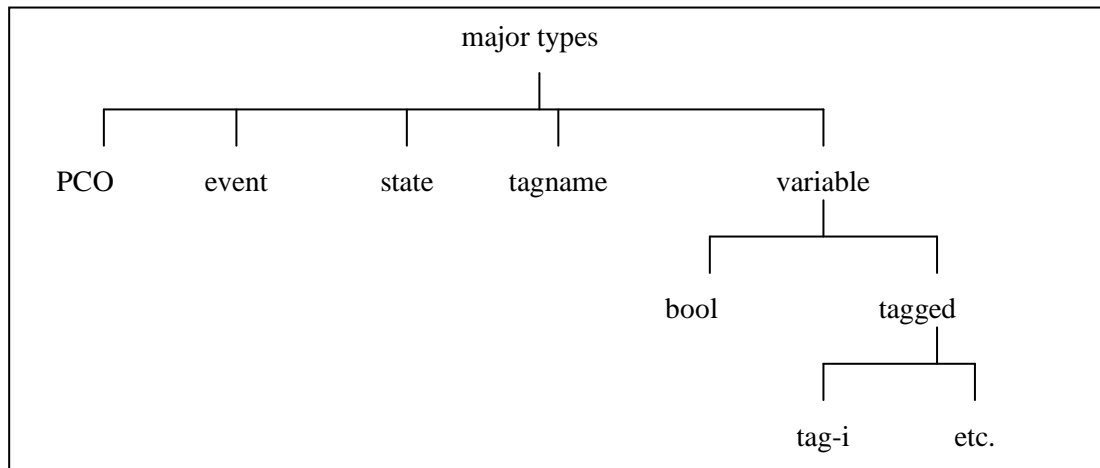 major types
PCO event state tagname variable
bool tagged
tag-i etc.